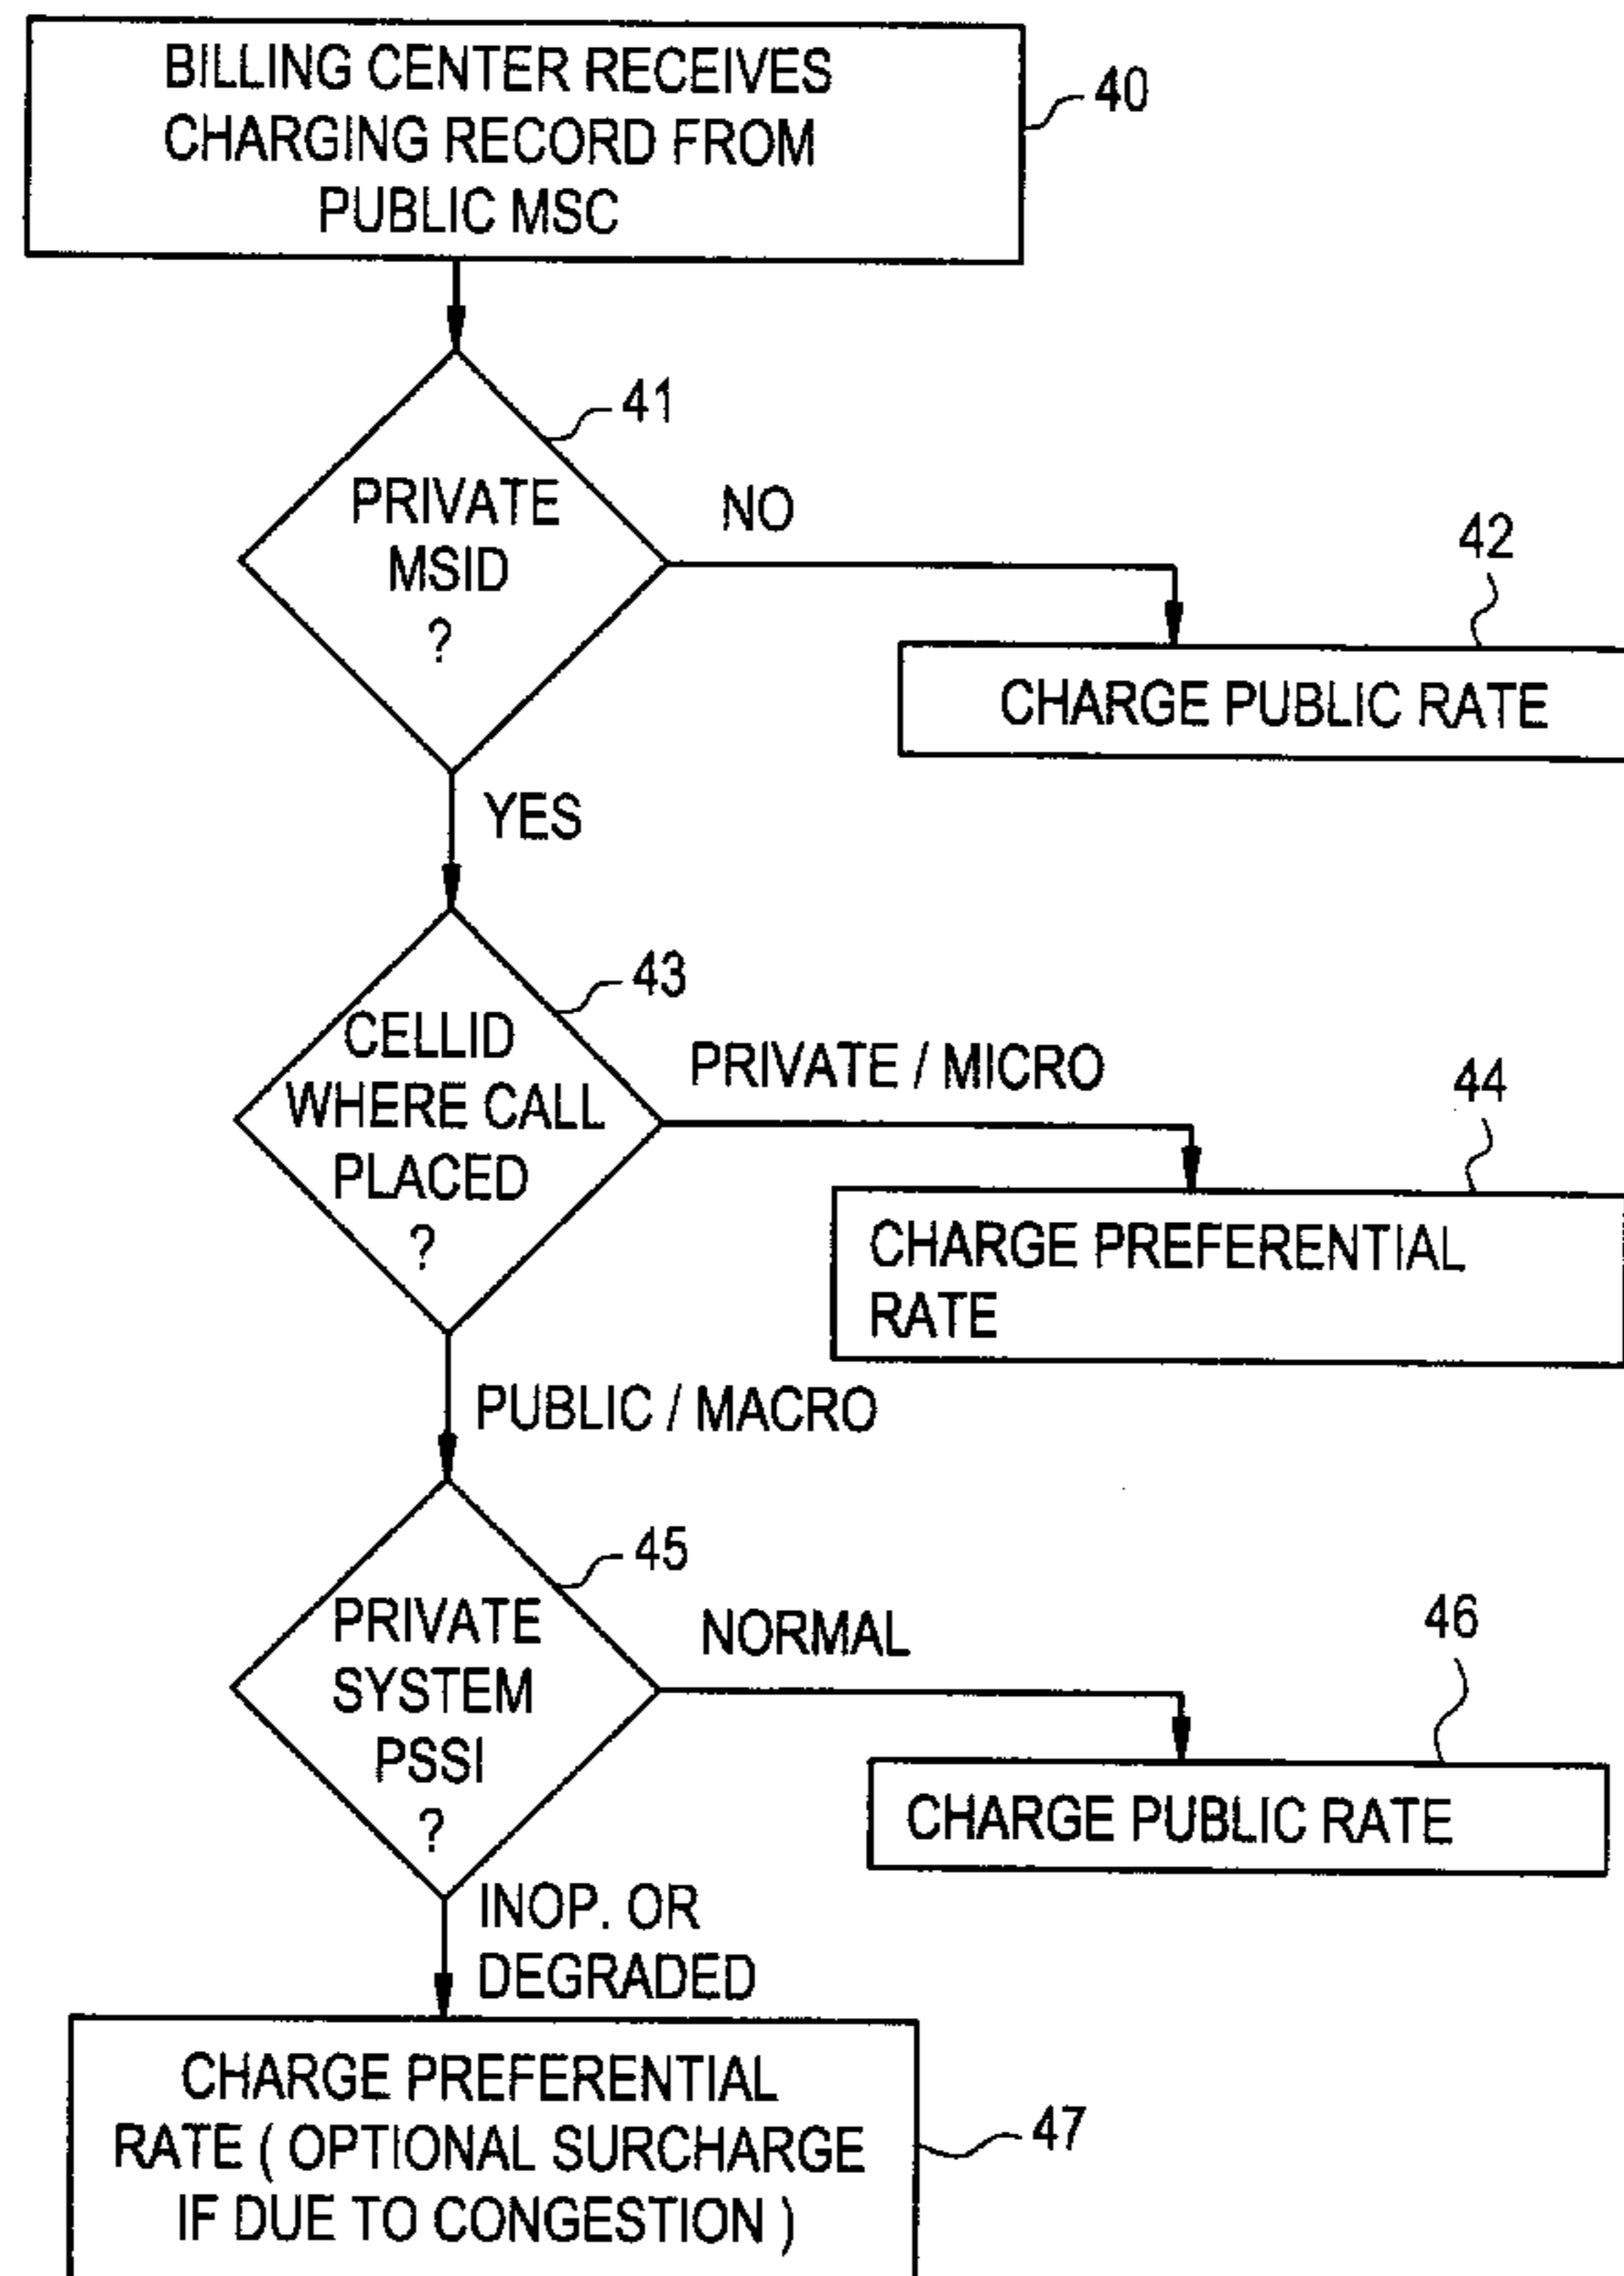 BILLING CENTER RECEIVES
CHARGING RECORD FROM
PUBLIC MSC
40
41
PRIVATE
MSID
?
NO
42
CHARGE PUBLIC RATE
YES
43
CELLID
WHERE CALL
PLACED
?
PRIVATE / MICRO
44
CHARGE PREFERENTIAL
RATE
PUBLIC / MACRO
45
PRIVATE
SYSTEM
PSSI
?
NORMAL
46
CHARGE PUBLIC RATE
INOP. OR
DEGRADED
CHARGE PREFERENTIAL
RATE ( OPTIONAL SURCHARGE
IF DUE TO CONGESTION )
47